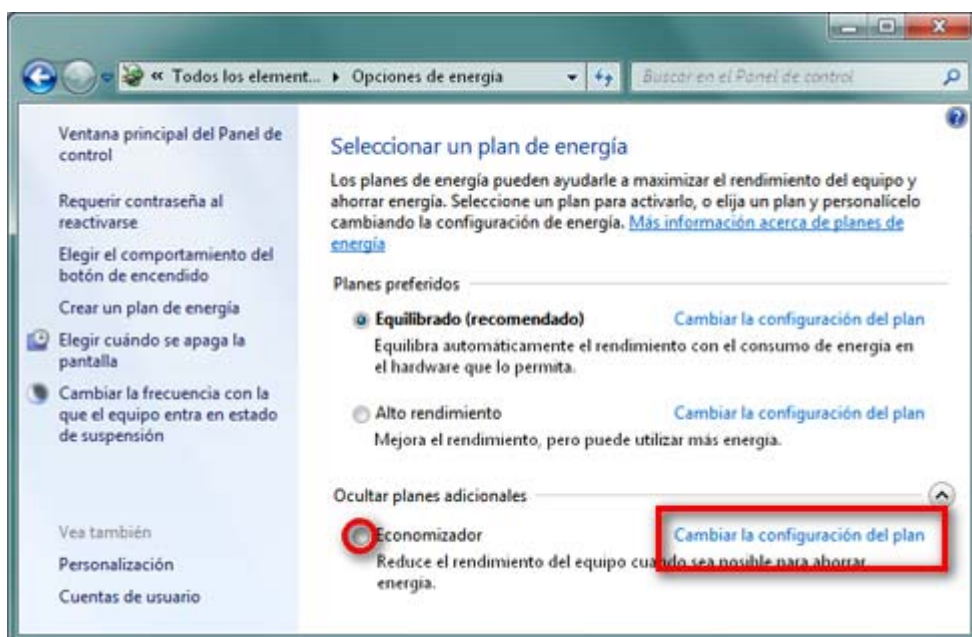 « Todos los element... ▸ Opciones de energía
Buscar en el Panel de control
Ventana principal del Panel de
control
Requerir contraseña al
reactivarse
Elegir el comportamiento del
botón de encendido
Crear un plan de energía
Elegir cuándo se apaga la
pantalla
Cambiar la frecuencia con la
que el equipo entra en estado
de suspensión
Vea también
Personalización
Cuentas de usuario
Seleccionar un plan de energía
Los planes de energía pueden ayudarle a maximizar el rendimiento del equipo y
ahorrar energía. Seleccione un plan para activarlo, o elija un plan y personalícelo
cambiando la configuración de energía. Más información acerca de planes de
energía
Planes preferidos
Equilibrado (recomendado) Cambiar la configuración del plan
Equilibra automáticamente el rendimiento con el consumo de energía en
el hardware que lo permita.
Alto rendimiento Cambiar la configuración del plan
Mejora el rendimiento, pero puede utilizar más energía.
Ocultar planes adicionales
Economizador Cambiar la configuración del plan
Reduce el rendimiento del equipo cuando sea posible para ahorrar
energía.